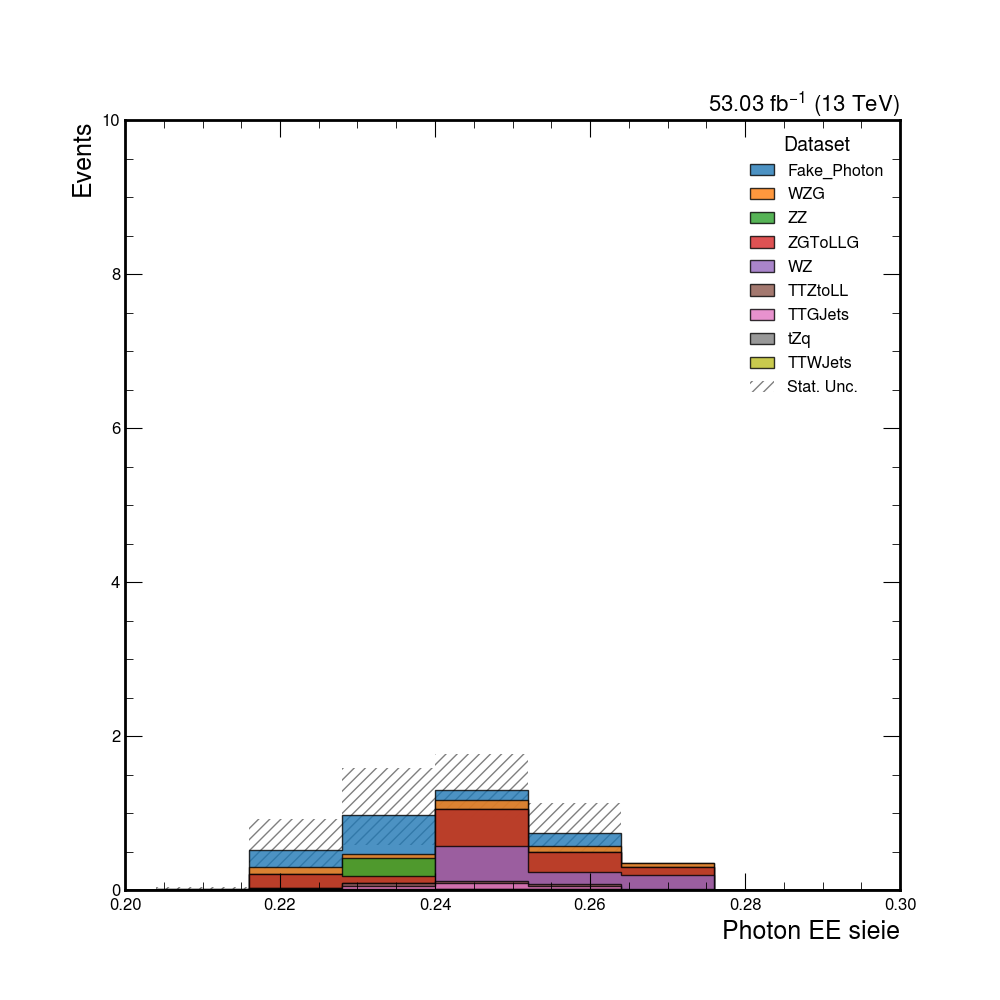 53.03 fb⁻¹ (13 TeV)
Events
10
8
6
4
2
0
Dataset
Fake_Photon
WZG
ZZ
ZGToLLG
WZ
TTZtoLL
TTGJets
tZq
TTWJets
Stat. Unc.
0.20 0.22 0.24 0.26 0.28 0.30
Photon EE sieie